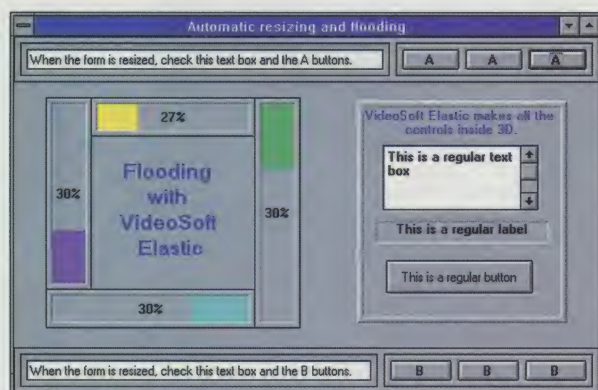 Automatic resizing and flooding
When the form is resized, check this text box and the A buttons.
A
A
A
27%
30%
Flooding
with
VideoSoft
Elastic
30%
30%
VideoSoft Elastic makes all the
controls inside 3D.
This is a regular text
box
This is a regular label
This is a regular button
When the form is resized, check this text box and the B buttons.
B
B
B